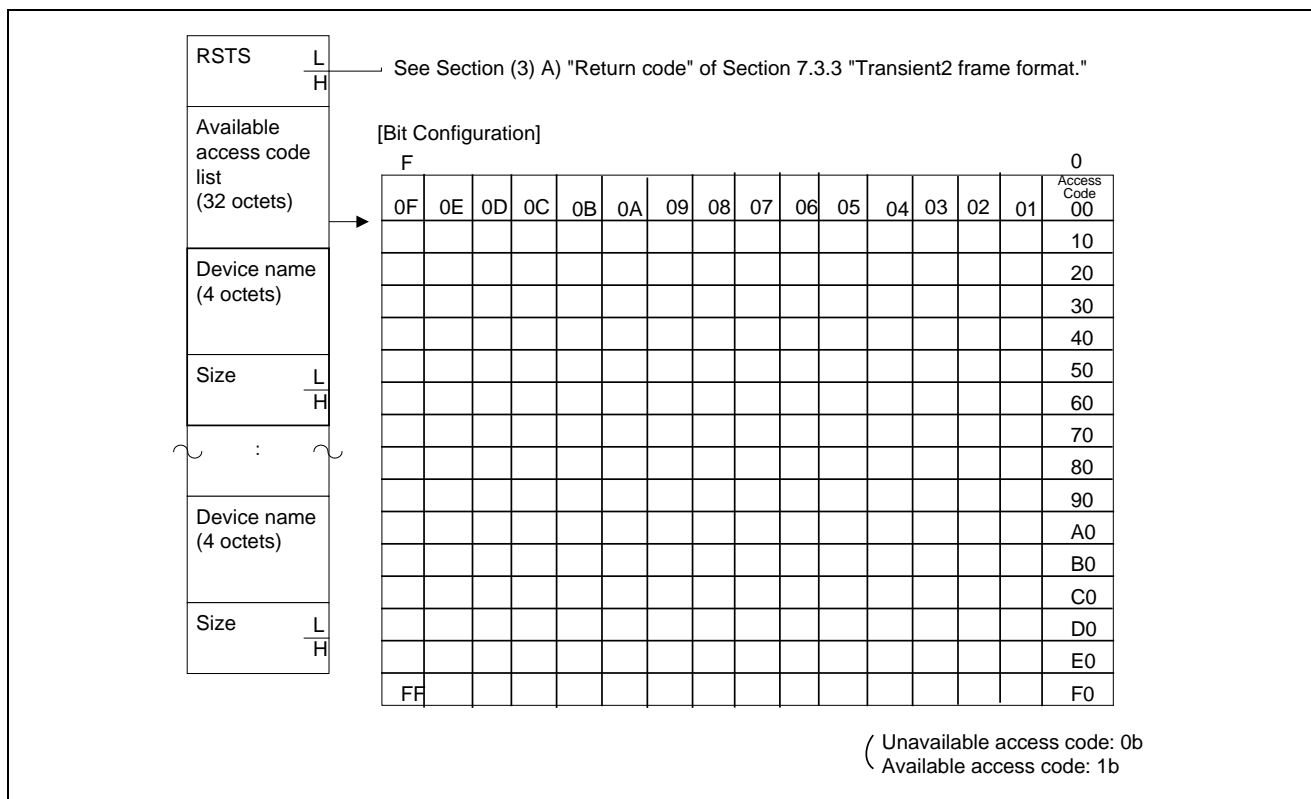 RSTS L
H
See Section (3) A) "Return code" of Section 7.3.3 "Transient2 frame format."
Available
access code
list
(32 octets)
[Bit Configuration]
F 0
Access
Code
0F 0E 0D 0C 0B 0A 09 08 07 06 05 04 03 02 01 00
10
20
30
40
50
60
70
80
90
A0
B0
C0
D0
E0
FF F0
Device name
(4 octets)
Size L
H
:
Device name
(4 octets)
Size L
H
Unavailable access code: 0b
Available access code: 1b